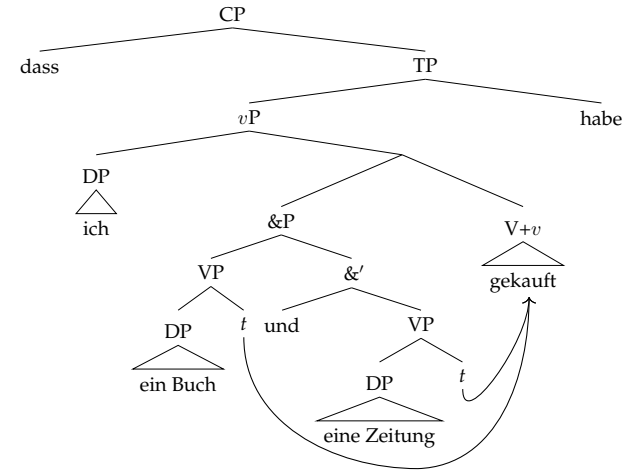 CP
dass
TP
vP
habe
DP
ich
&P
V+v
gekauft
VP
&′
DP
t
und
VP
ein Buch
DP
t
eine Zeitung